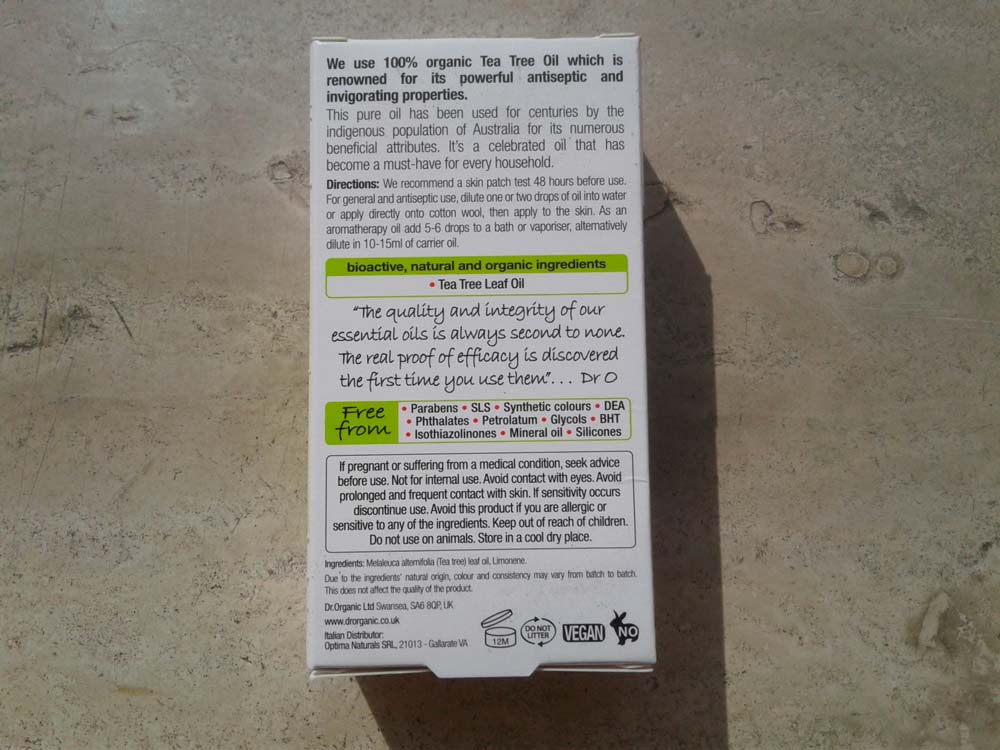 We use 100% organic Tea Tree Oil which is
renowned for its powerful antiseptic and
invigorating properties.
This pure oil has been used for centuries by the
indigenous population of Australia for its numerous
beneficial attributes. It's a celebrated oil that has
become a must-have for every household.
Directions: We recommend a skin patch test 48 hours before use.
For general and antiseptic use, dilute one or two drops of oil into water
or apply directly onto cotton wool, then apply to the skin. As an
aromatherapy oil add 5-6 drops to a bath or vaporiser, alternatively
dilute in 10-15ml of carrier oil.
bioactive, natural and organic ingredients
• Tea Tree Leaf Oil
"The quality and integrity of our
essential oils is always second to none.
The real proof of efficacy is discovered
the first time you use them"... Dr O
Free
from
• Parabens • SLS • Synthetic colours • DEA
• Phthalates • Petrolatum • Glycols • BHT
• Isothiazolinones • Mineral oil • Silicones
If pregnant or suffering from a medical condition, seek advice
before use. Not for internal use. Avoid contact with eyes. Avoid
prolonged and frequent contact with skin. If sensitivity occurs
discontinue use. Avoid this product if you are allergic or
sensitive to any of the ingredients. Keep out of reach of children.
Do not use on animals. Store in a cool dry place.
Ingredients: Melaleuca alternifolia (Tea tree) leaf oil, Limonene.
Due to the ingredients' natural origin, colour and consistency may vary from batch to batch.
This does not affect the quality of the product.
Dr.Organic Ltd Swansea, SA6 8QP, UK
www.drorganic.co.uk
Italian Distributor:
Optima Naturals SRL, 21013 - Gallarate VA
12M
DO NOT
LITTER
VEGAN
NO